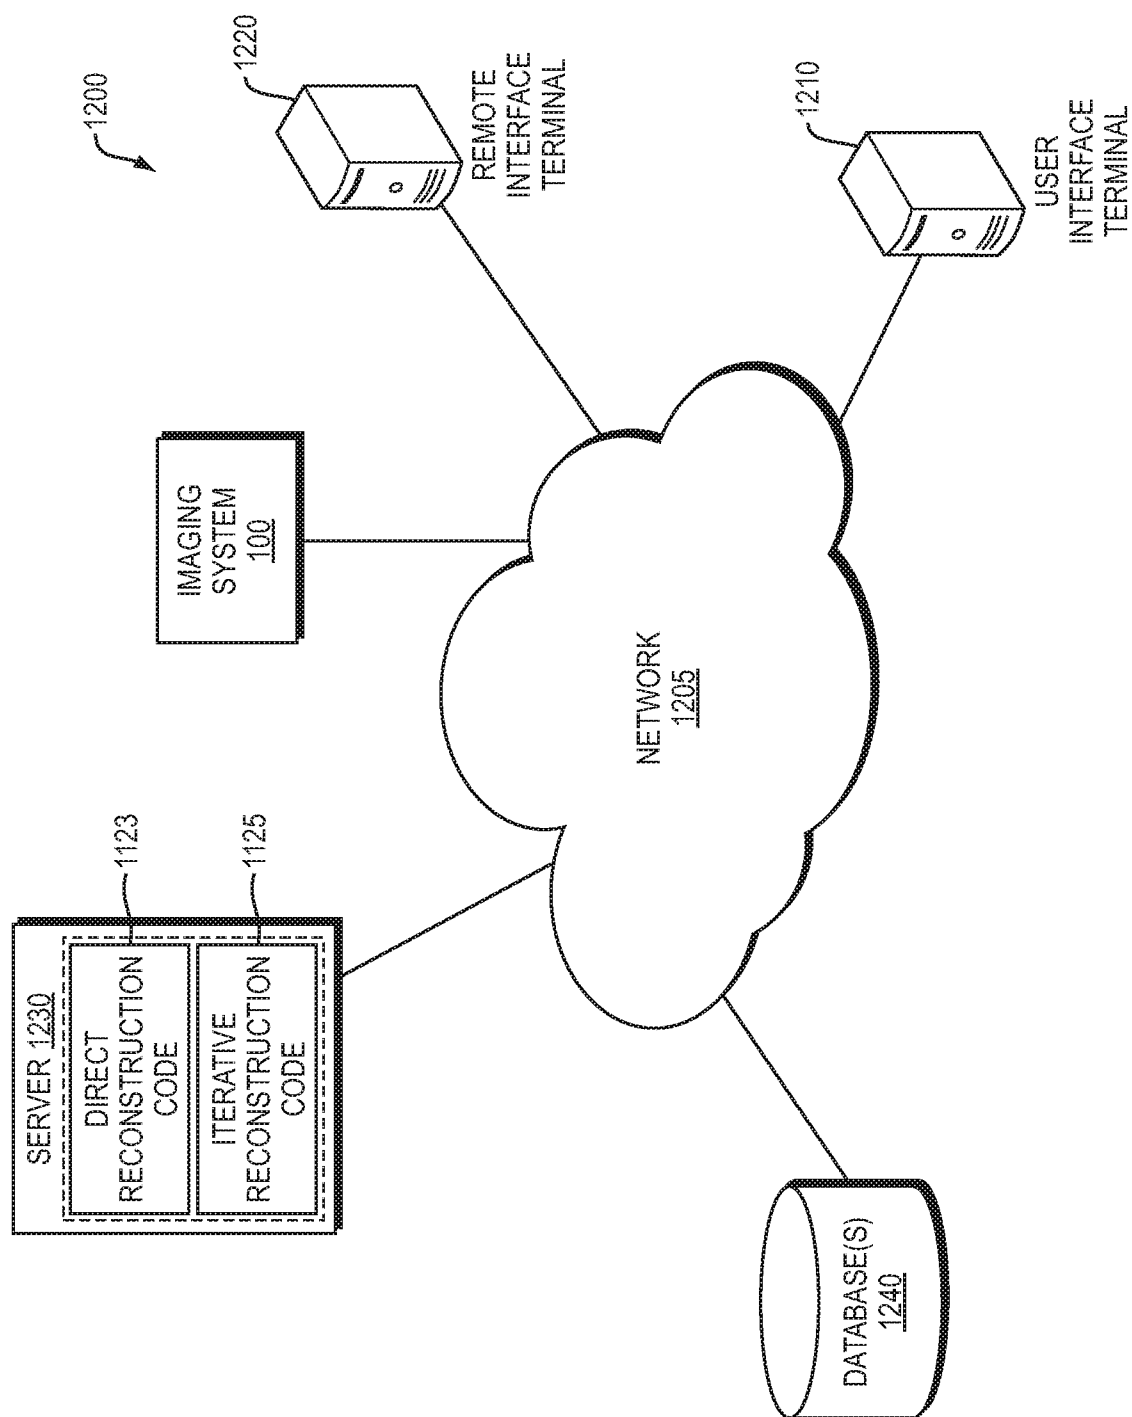 1200
SERVER 1230
DIRECT
RECONSTRUCTION
CODE
1123
ITERATIVE
RECONSTRUCTION
CODE
1125
IMAGING
SYSTEM
100
1220
REMOTE
INTERFACE
TERMINAL
NETWORK
1205
DATABASE(S)
1240
1210
USER
INTERFACE
TERMINAL